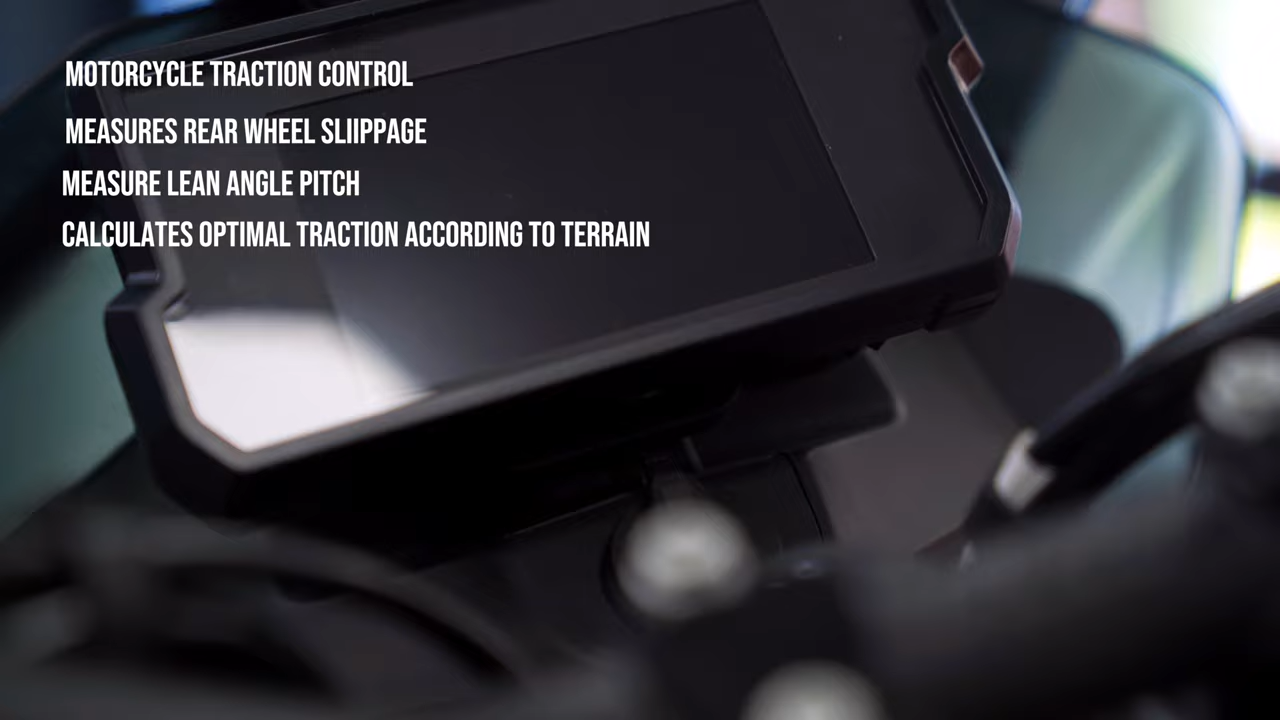 MOTORCYCLE TRACTION CONTROL
MEASURES REAR WHEEL SLIIPPAGE
MEASURE LEAN ANGLE PITCH
CALCULATES OPTIMAL TRACTION ACCORDING TO TERRAIN